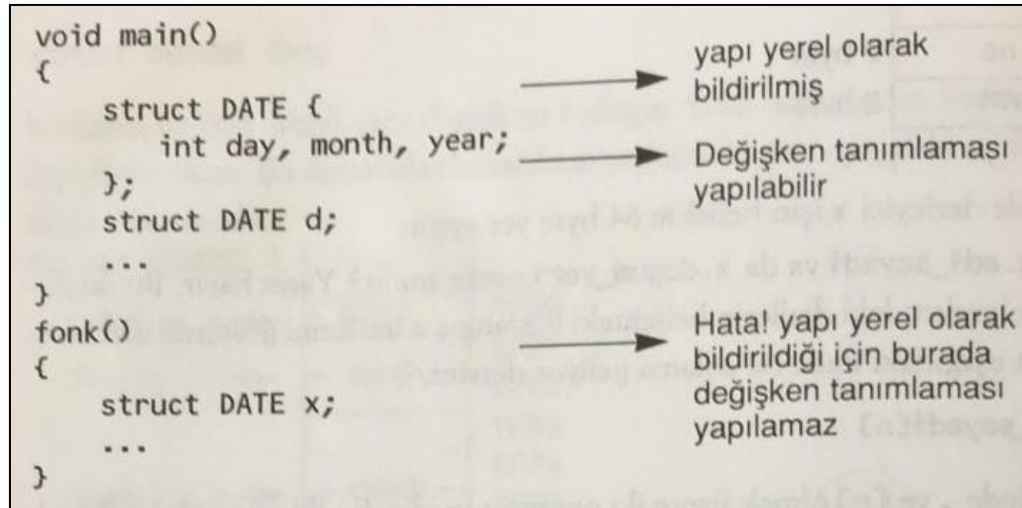 void main()
{
struct DATE {
int day, month, year;
};
struct DATE d;
...
}
fonk()
{
struct DATE x;
...
}
yapı yerel olarak
bildirilmiş
Değişken tanımlaması
yapılabilir
Hata! yapı yerel olarak
bildirildiği için burada
değişken tanımlaması
yapılamaz